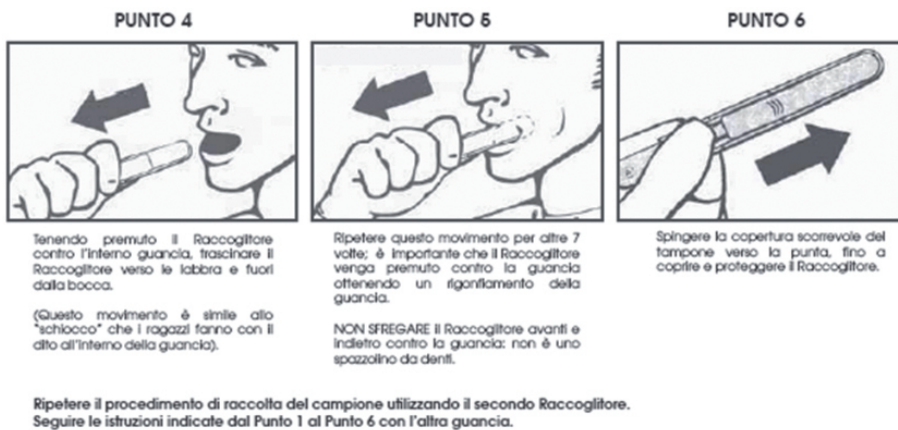 PUNTO 4
Tenendo premuto il Raccoglitore
contro l'interno guancia, trascinare il
Raccoglitore verso le labbra e fuori
dalla bocca.
(Questo movimento è simile allo
"schiocco" che i ragazzi fanno con il
dito all'interno della guancia).
PUNTO 5
Ripetere questo movimento per altre 7
volte; è importante che il Raccoglitore
venga premuto contro la guancia
ottenendo un rigonfiamento della
guancia.
NON SFREGARE il Raccoglitore avanti e
indietro contro la guancia: non è uno
spazzolino da denti.
PUNTO 6
Spingere la copertura scorrevole del
tampone verso la punta, fino a
coprire e proteggere il Raccoglitore.
Ripetere il procedimento di raccolta del campione utilizzando il secondo Raccoglitore.
Seguire le istruzioni indicate dal Punto 1 al Punto 6 con l'altra guancia.